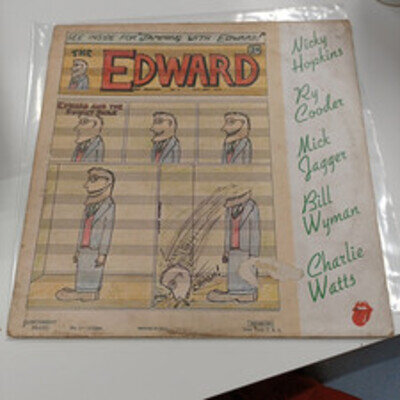 SEE INSIDE FOR "JAMMING WITH EDWARD!"
THE
EDWARD
EDWARD AND THE
Nicky
Hopkins
Ry
Cooder
Mick
Jagger
Bill
Wyman
Charlie
Watts